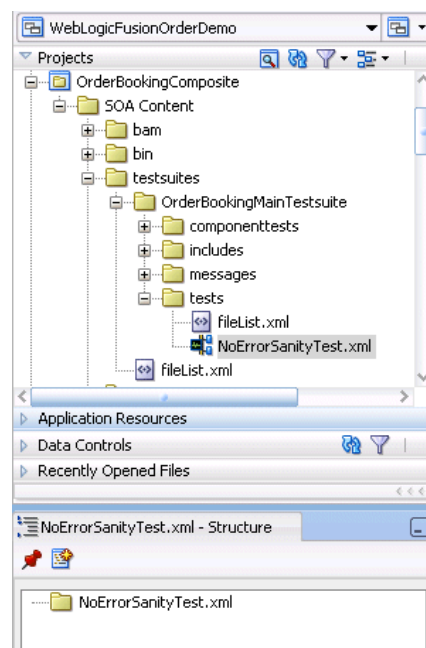 WebLogicFusionOrderDemo
Projects
OrderBookingComposite
SOA Content
bam
bin
testsuites
OrderBookingMainTestsuite
componenttests
includes
messages
tests
fileList.xml
NoErrorSanityTest.xml
fileList.xml
Application Resources
Data Controls
Recently Opened Files
NoErrorSanityTest.xml - Structure
NoErrorSanityTest.xml